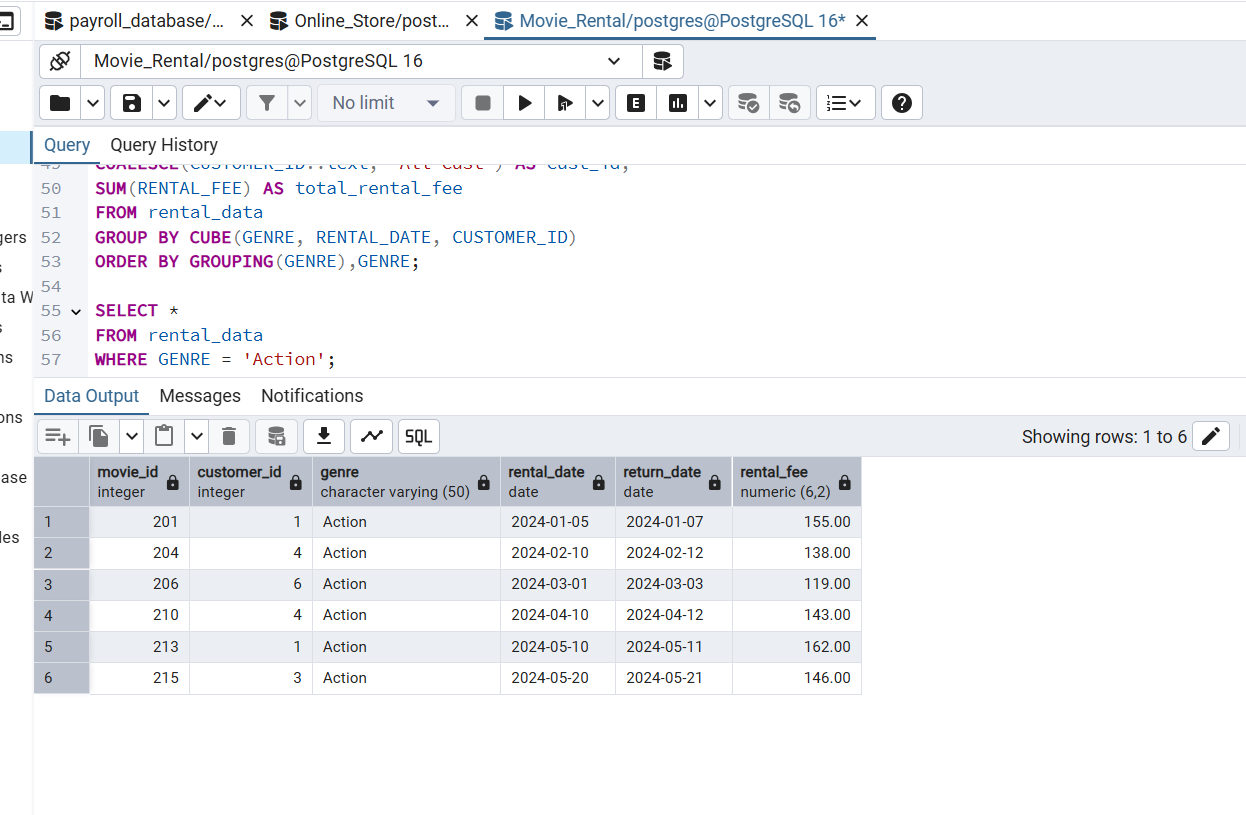 payroll_database/...
Online_Store/post...
Movie_Rental/postgres@PostgreSQL 16*
Movie_Rental/postgres@PostgreSQL 16
No limit
E
Query
Query History
49 COALESCE(CUSTOMER_ID::text, 'All Cust') AS cust_id,
50 SUM(RENTAL_FEE) AS total_rental_fee
51 FROM rental_data
52 GROUP BY CUBE(GENRE, RENTAL_DATE, CUSTOMER_ID)
53 ORDER BY GROUPING(GENRE),GENRE;
54
55 SELECT *
56 FROM rental_data
57 WHERE GENRE = 'Action';
gers
s
ta W
s
ns
ons
ase
les
Data Output
Messages
Notifications
SQL
Showing rows: 1 to 6
movie_id customer_id genre rental_date return_date rental_fee
integer integer character varying (50) date date numeric (6,2)
1 201 1 Action 2024-01-05 2024-01-07 155.00
2 204 4 Action 2024-02-10 2024-02-12 138.00
3 206 6 Action 2024-03-01 2024-03-03 119.00
4 210 4 Action 2024-04-10 2024-04-12 143.00
5 213 1 Action 2024-05-10 2024-05-11 162.00
6 215 3 Action 2024-05-20 2024-05-21 146.00